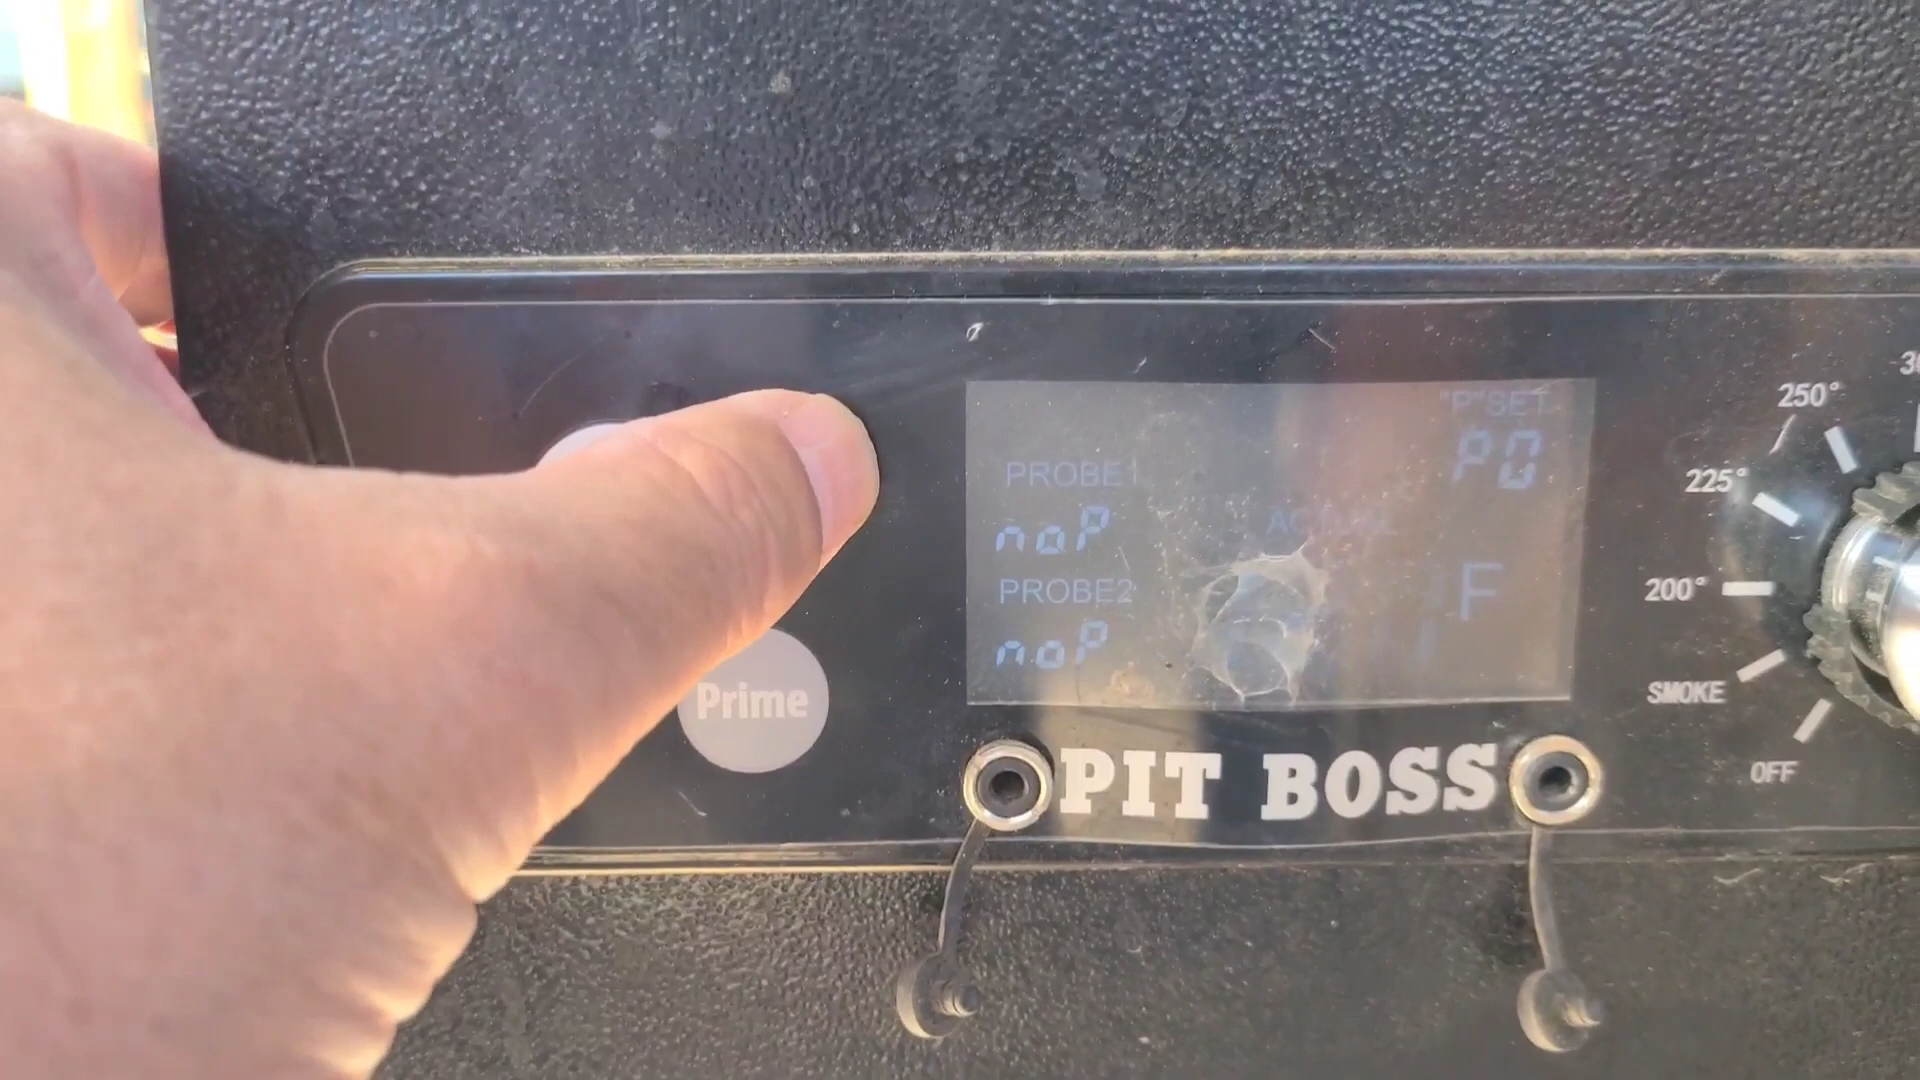 "P"SET
P0
PROBE1
noP
PROBE2
noP
F
Prime
PIT BOSS
250°
225°
200°
SMOKE
OFF